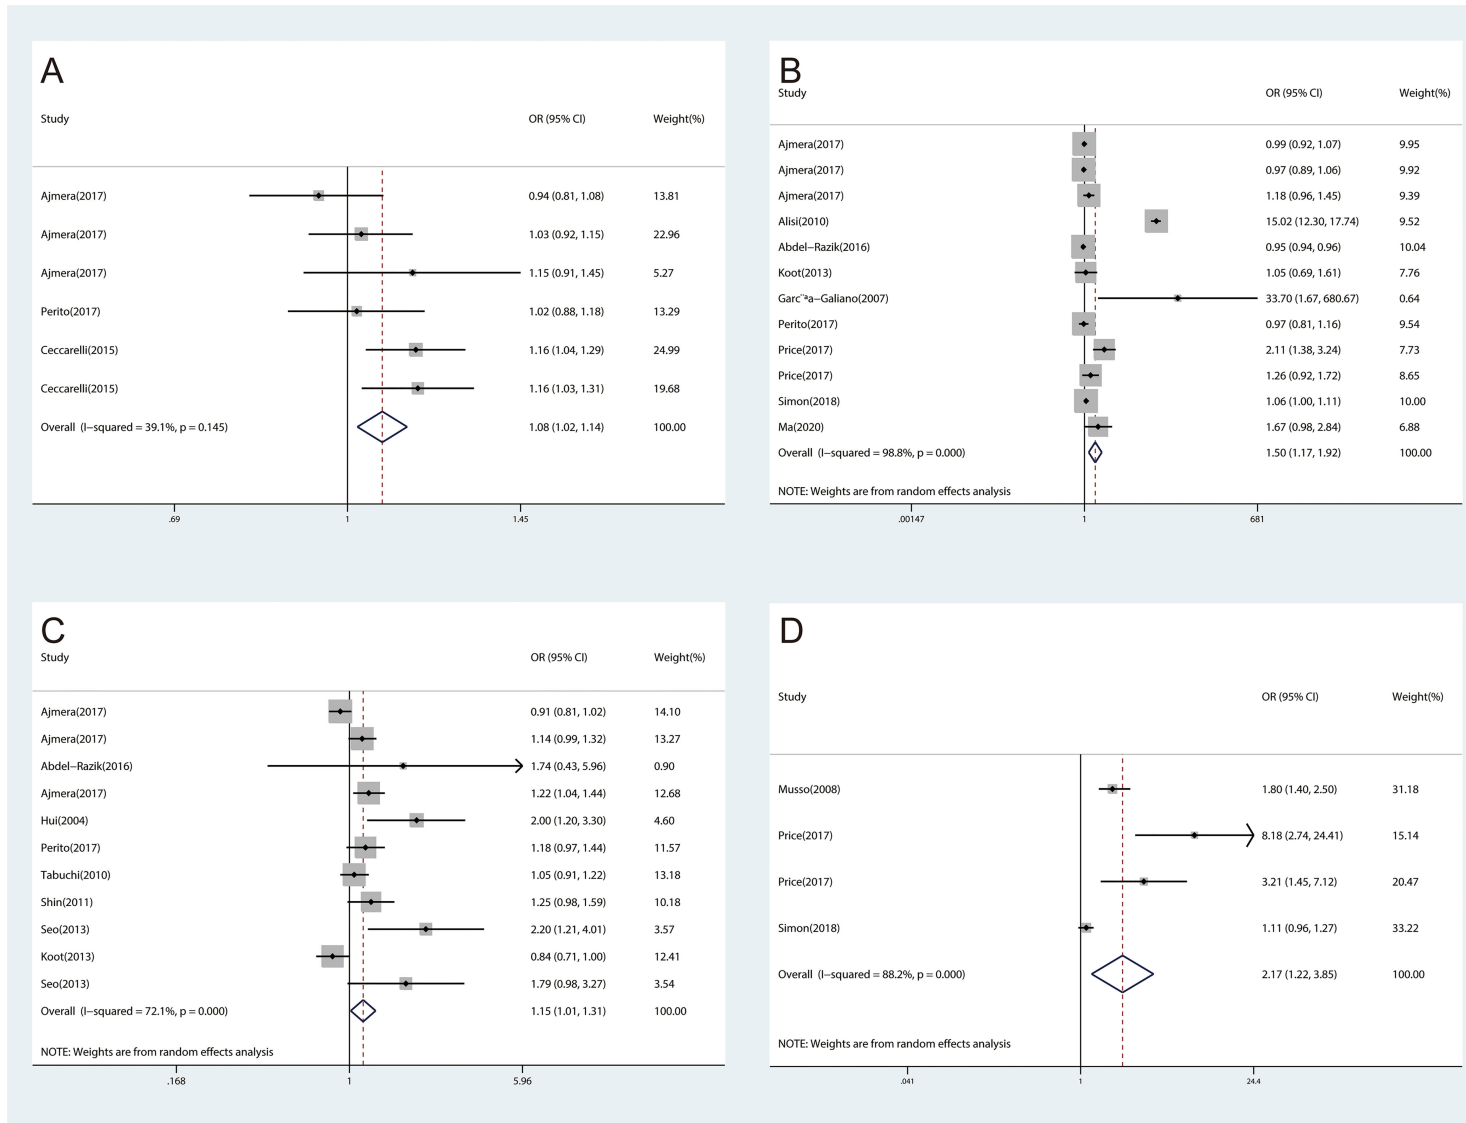 A
Study OR (95% CI) Weight(%)
Ajmera(2017) 0.94 (0.81, 1.08) 13.81
Ajmera(2017) 1.03 (0.92, 1.15) 22.96
Ajmera(2017) 1.15 (0.91, 1.45) 5.27
Perito(2017) 1.02 (0.88, 1.18) 13.29
Ceccarelli(2015) 1.16 (1.04, 1.29) 24.99
Ceccarelli(2015) 1.16 (1.03, 1.31) 19.68
Overall (I−squared = 39.1%, p = 0.145) 1.08 (1.02, 1.14) 100.00
.69 1 1.45
B
Study OR (95% CI) Weight(%)
Ajmera(2017) 0.99 (0.92, 1.07) 9.95
Ajmera(2017) 0.97 (0.89, 1.06) 9.92
Ajmera(2017) 1.18 (0.96, 1.45) 9.39
Alisi(2010) 15.02 (12.30, 17.74) 9.52
Abdel−Razik(2016) 0.95 (0.94, 0.96) 10.04
Koot(2013) 1.05 (0.69, 1.61) 7.76
Garc¨ªa−Galiano(2007) 33.70 (1.67, 680.67) 0.64
Perito(2017) 0.97 (0.81, 1.16) 9.54
Price(2017) 2.11 (1.38, 3.24) 7.73
Price(2017) 1.26 (0.92, 1.72) 8.65
Simon(2018) 1.06 (1.00, 1.11) 10.00
Ma(2020) 1.67 (0.98, 2.84) 6.88
Overall (I−squared = 98.8%, p = 0.000) 1.50 (1.17, 1.92) 100.00
NOTE: Weights are from random effects analysis
.00147 1 681
C
Study OR (95% CI) Weight(%)
Ajmera(2017) 0.91 (0.81, 1.02) 14.10
Ajmera(2017) 1.14 (0.99, 1.32) 13.27
Abdel−Razik(2016) 1.74 (0.43, 5.96) 0.90
Ajmera(2017) 1.22 (1.04, 1.44) 12.68
Hui(2004) 2.00 (1.20, 3.30) 4.60
Perito(2017) 1.18 (0.97, 1.44) 11.57
Tabuchi(2010) 1.05 (0.91, 1.22) 13.18
Shin(2011) 1.25 (0.98, 1.59) 10.18
Seo(2013) 2.20 (1.21, 4.01) 3.57
Koot(2013) 0.84 (0.71, 1.00) 12.41
Seo(2013) 1.79 (0.98, 3.27) 3.54
Overall (I−squared = 72.1%, p = 0.000) 1.15 (1.01, 1.31) 100.00
NOTE: Weights are from random effects analysis
.168 1 5.96
D
Study OR (95% CI) Weight(%)
Musso(2008) 1.80 (1.40, 2.50) 31.18
Price(2017) 8.18 (2.74, 24.41) 15.14
Price(2017) 3.21 (1.45, 7.12) 20.47
Simon(2018) 1.11 (0.96, 1.27) 33.22
Overall (I−squared = 88.2%, p = 0.000) 2.17 (1.22, 3.85) 100.00
NOTE: Weights are from random effects analysis
.041 1 24.4